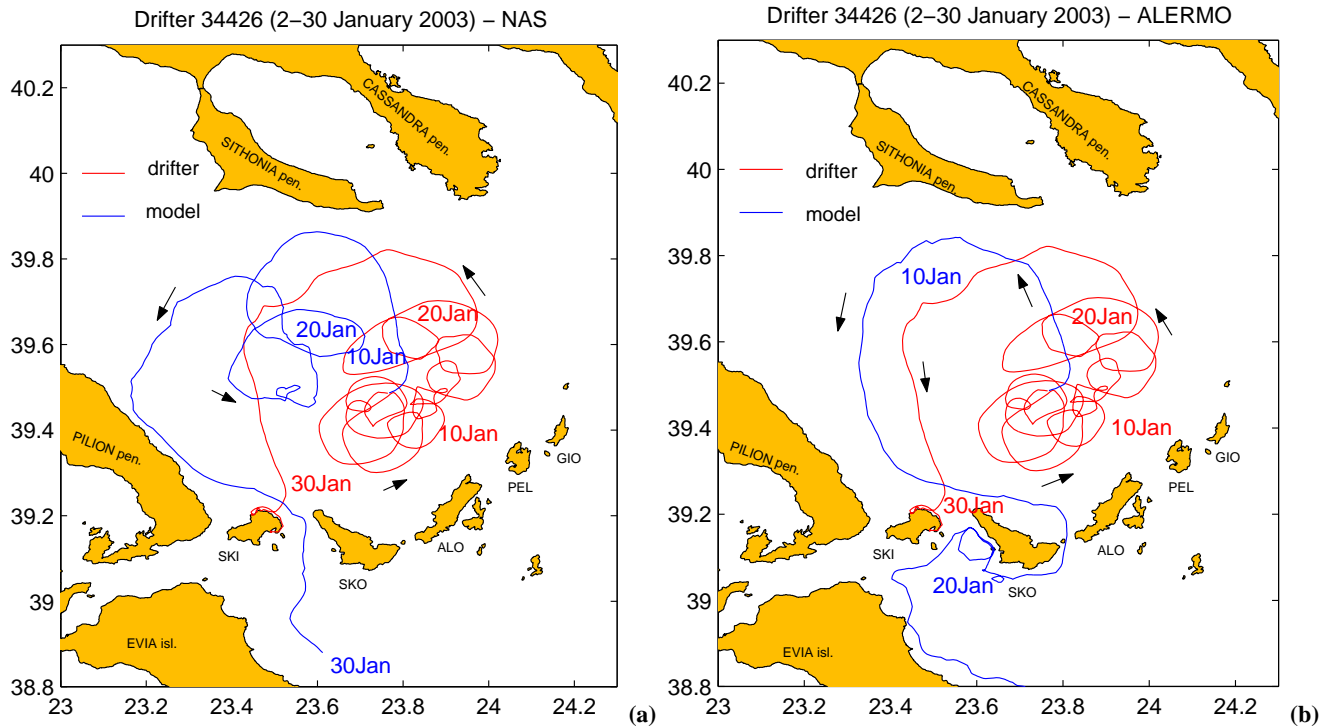 Drifter 34426 (2−30 January 2003) − NAS
40.2
40
39.8
39.6
39.4
39.2
39
38.8
23
23.2
23.4
23.6
23.8
24
24.2
CASSANDRA pen.
SITHONIA pen.
drifter
model
20Jan
20Jan
10Jan
10Jan
PILION pen.
30Jan
GIO
PEL
ALO
SKI
SKO
EVIA isl.
30Jan
(a)
Drifter 34426 (2−30 January 2003) − ALERMO
40.2
40
39.8
39.6
39.4
39.2
39
38.8
23
23.2
23.4
23.6
23.8
24
24.2
CASSANDRA pen.
SITHONIA pen.
drifter
model
10Jan
20Jan
10Jan
PILION pen.
GIO
PEL
30Jan
ALO
SKI
20Jan
SKO
EVIA isl.
(b)